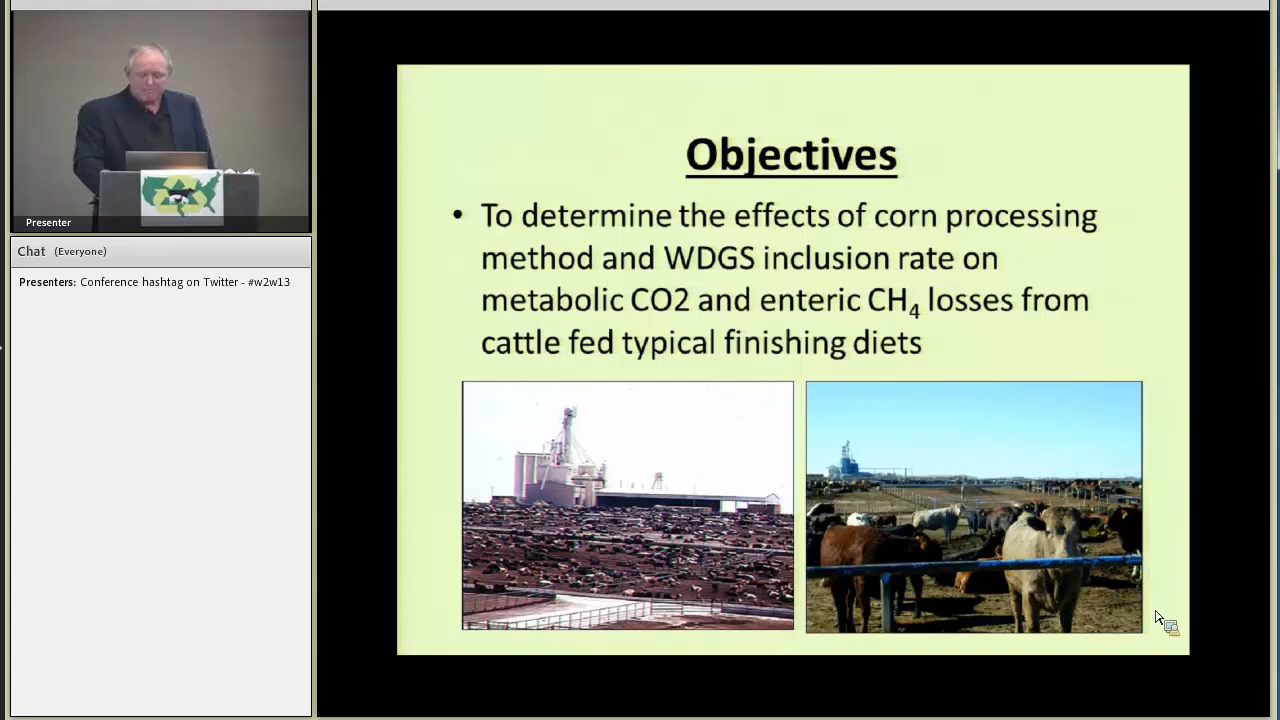 Presenter
Chat (Everyone)
Presenters: Conference hashtag on Twitter - #w2w13
Objectives
• To determine the effects of corn processing
method and WDGS inclusion rate on
metabolic CO2 and enteric CH₄ losses from
cattle fed typical finishing diets